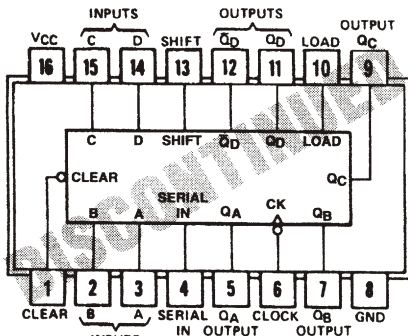 INPUTS OUTPUTS OUTPUT
VCC C D SHIFT Q̅D QD LOAD QC
16 15 14 13 12 11 10 9
C D SHIFT Q̅D QD LOAD
CLEAR QC
SERIAL
B A IN QA CK QB
1 2 3 4 5 6 7 8
CLEAR B A SERIAL QA CLOCK QB GND
INPUTS IN OUTPUT OUTPUT
DISCONTINUED